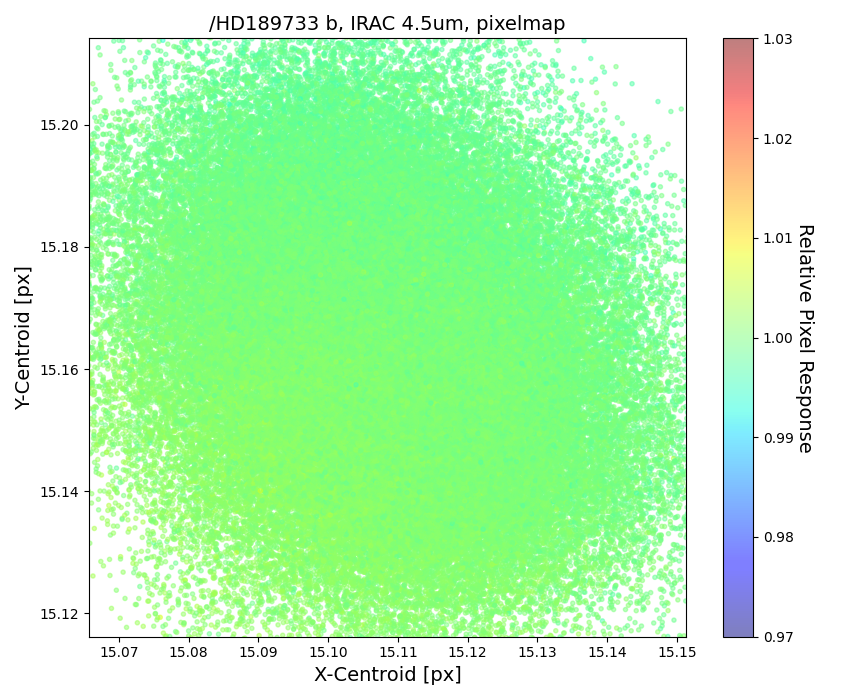 /HD189733 b, IRAC 4.5um, pixelmap
Y-Centroid [px]
15.20
15.18
15.16
15.14
15.12
15.07 15.08 15.09 15.10 15.11 15.12 15.13 15.14 15.15
X-Centroid [px]
1.03
1.02
1.01
1.00
0.99
0.98
0.97
Relative Pixel Response